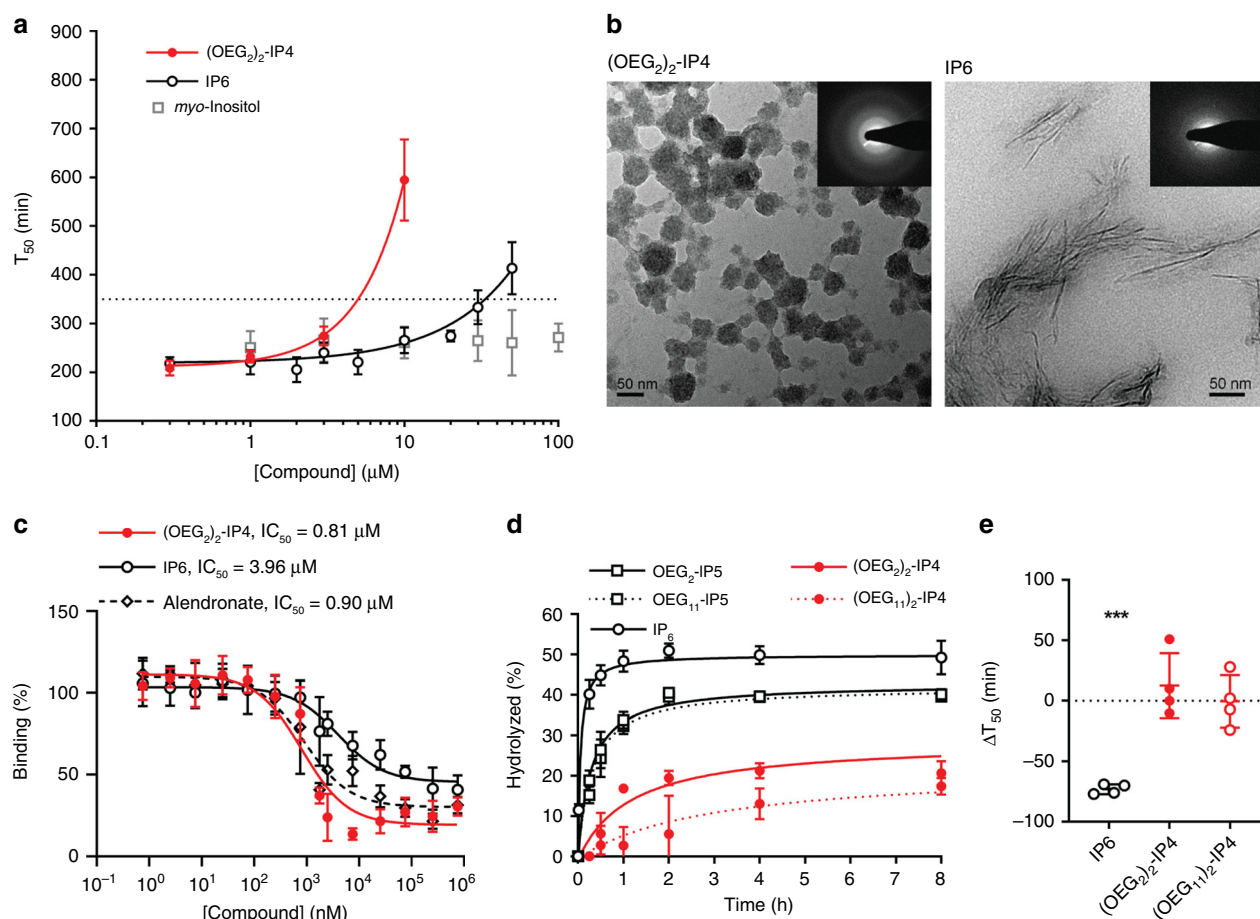 a
900
800
700
600
500
400
300
200
100
T50 (min)
(OEG2)2-IP4
IP6
myo-Inositol
0.1
1
10
100
[Compound] (μM)
b
(OEG2)2-IP4
IP6
50 nm
50 nm
c
(OEG2)2-IP4, IC50 = 0.81 μM
IP6, IC50 = 3.96 μM
Alendronate, IC50 = 0.90 μM
150
100
50
0
Binding (%)
10−1
100
101
102
103
104
105
106
[Compound] (nM)
d
OEG2-IP5
OEG11-IP5
IP6
(OEG2)2-IP4
(OEG11)2-IP4
60
50
40
30
20
10
0
Hydrolyzed (%)
0
1
2
3
4
5
6
7
8
Time (h)
e
100
50
0
−50
−100
ΔT50 (min)
***
IP6
(OEG2)2-IP4
(OEG11)2-IP4